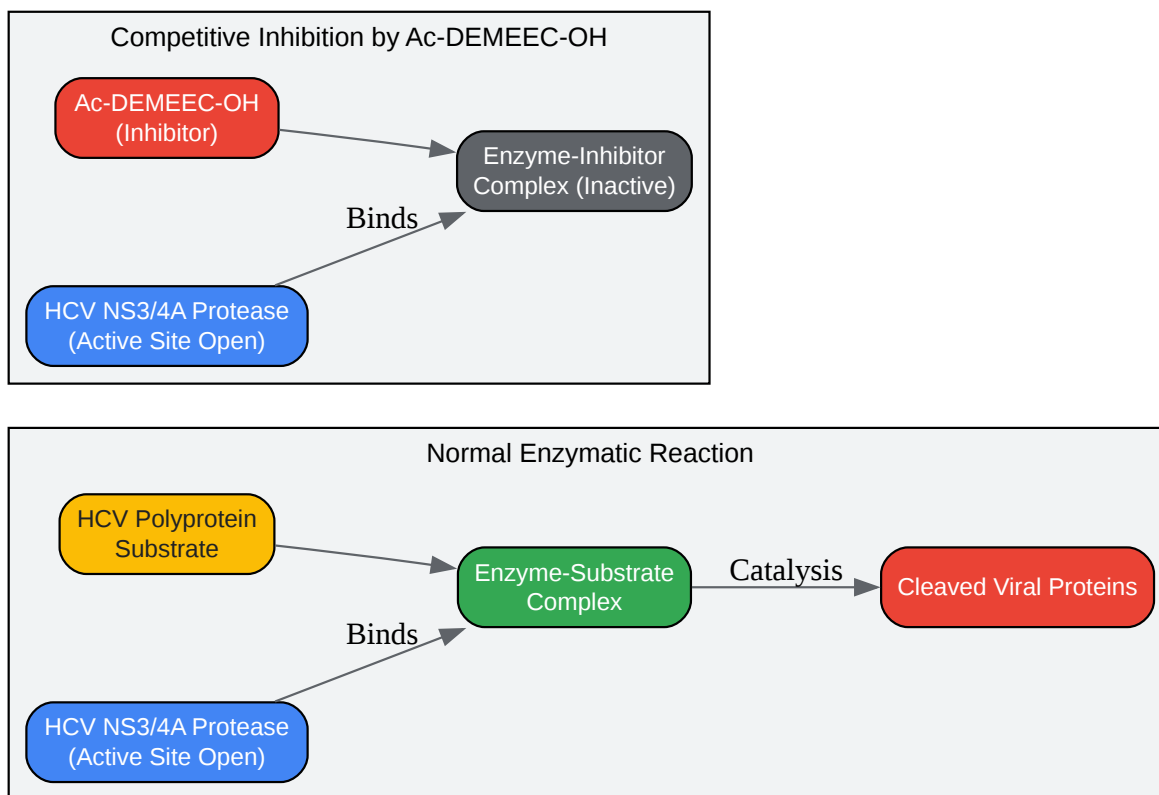 Competitive Inhibition by Ac-DEMEEC-OH
Ac-DEMEEC-OH
(Inhibitor)
Enzyme-Inhibitor
Complex (Inactive)
Binds
HCV NS3/4A Protease
(Active Site Open)
Normal Enzymatic Reaction
HCV Polyprotein
Substrate
Enzyme-Substrate
Complex
Catalysis
Cleaved Viral Proteins
Binds
HCV NS3/4A Protease
(Active Site Open)